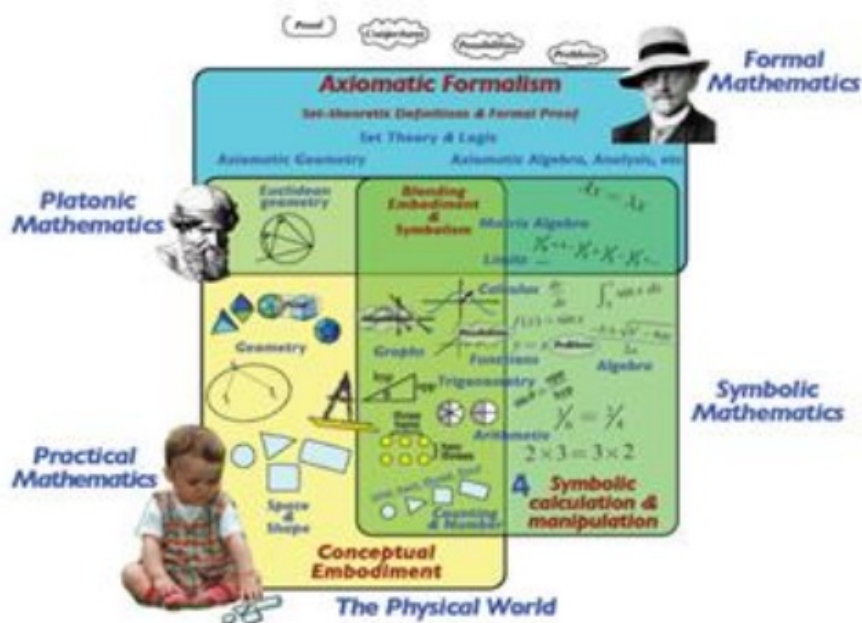 Proof
Conjectures
Possibilities
Problems
Formal
Mathematics
Axiomatic Formalism
Set-theoretic Definitions & Formal Proof
Set Theory & Logic
Axiomatic Geometry
Axiomatic Algebra, Analysis, etc
Platonic
Mathematics
Euclidean
geometry
Blending
Embodiment
&
Symbolism
Matrix Algebra
Limits
Calculus
Geometry
Graphs
Functions
Algebra
Trigonometry
Arithmetic
2 × 3 = 3 × 2
Symbolic
Mathematics
Practical
Mathematics
Space
&
Shape
4
Counting
& Number
Symbolic
calculation &
manipulation
Conceptual
Embodiment
The Physical World